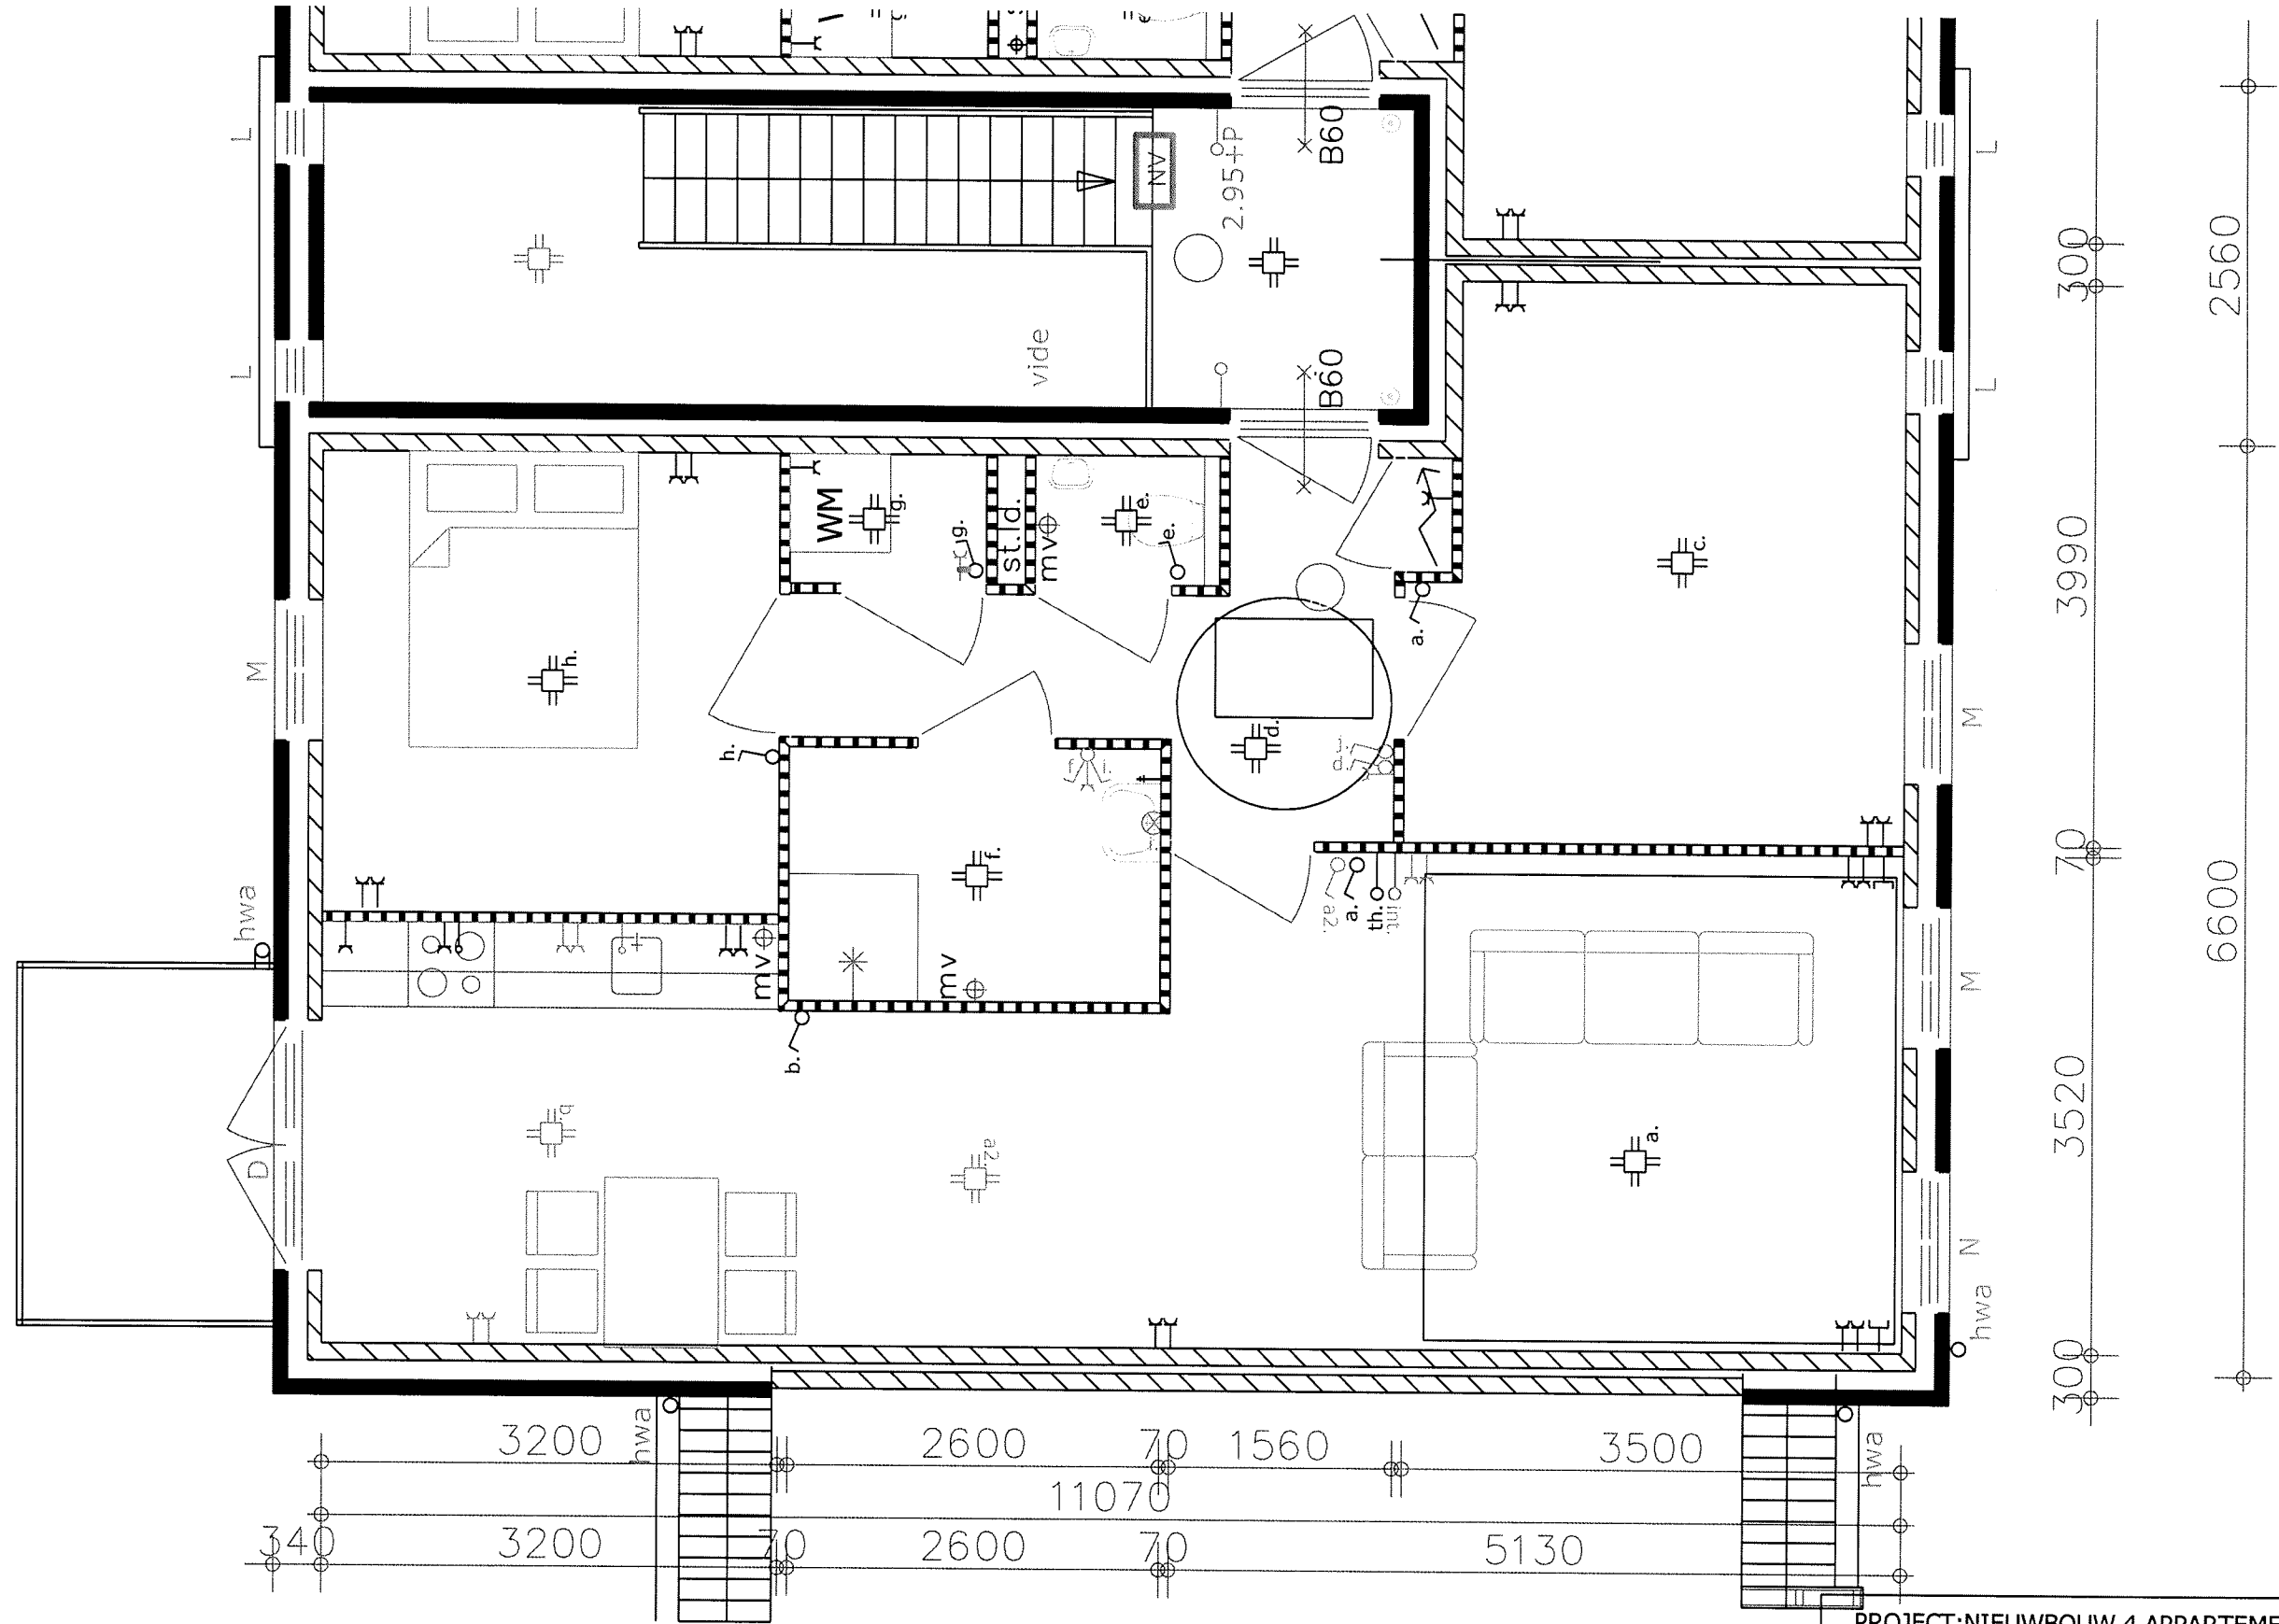 L
L
M
hwa
D
NV
2.95+P
B60
B60
vide
L
L
WM
g.
g.
st.ld.
mv
e.
e.
h.
h.
a.
c.
d.
f.
f
mv
mv
b.
a2.
a.
th.
int.
M
M
N
hwa
a2.
a.
300
2560
3990
70
6600
3520
300
hwa
hwa
3200
2600
70
1560
3500
11070
340
3200
70
2600
70
5130
PROJECT:NIEUWBOUW 4 APPARTEME